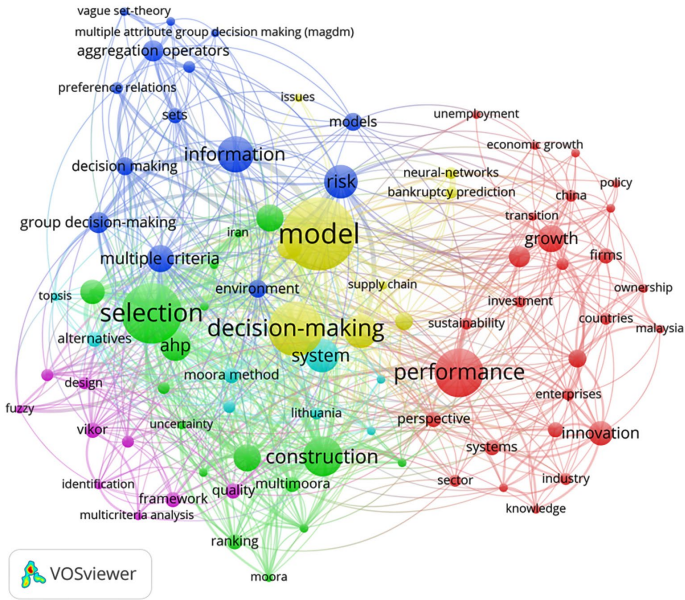 vague set-theory
multiple attribute group decision making (magdm)
aggregation operators
preference relations
issues
sets
models
unemployment
information
economic growth
decision making
neural-networks
risk
policy
bankruptcy prediction
china
transition
group decision-making
iran
model
growth
multiple criteria
firms
environment
supply chain
ownership
topsis
investment
selection
countries
decision-making
sustainability
malaysia
alternatives
ahp
system
moora method
performance
design
enterprises
fuzzy
lithuania
uncertainty
perspective
vikor
innovation
systems
construction
identification
multimoora
sector
industry
quality
framework
knowledge
multicriteria analysis
ranking
moora
VOSviewer